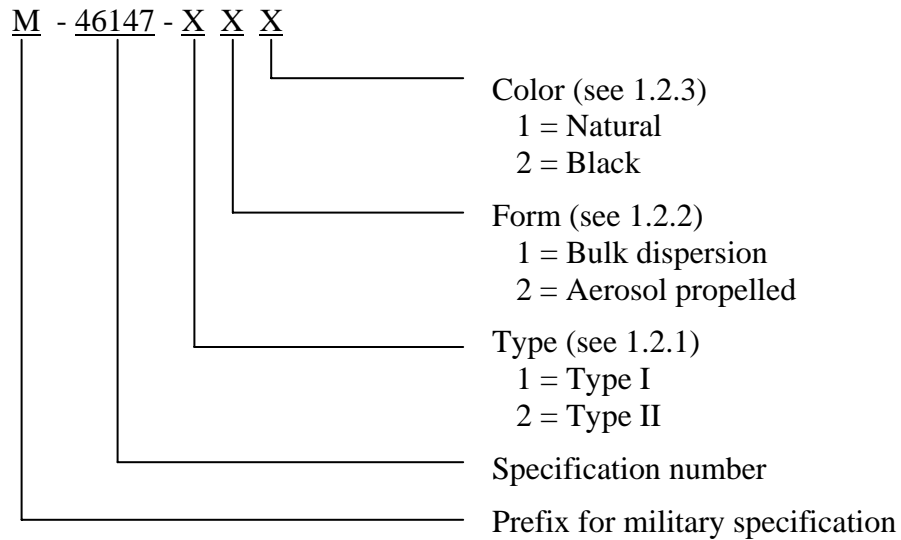 M - 46147 - X X X
Color (see 1.2.3)
1 = Natural
2 = Black
Form (see 1.2.2)
1 = Bulk dispersion
2 = Aerosol propelled
Type (see 1.2.1)
1 = Type I
2 = Type II
Specification number
Prefix for military specification